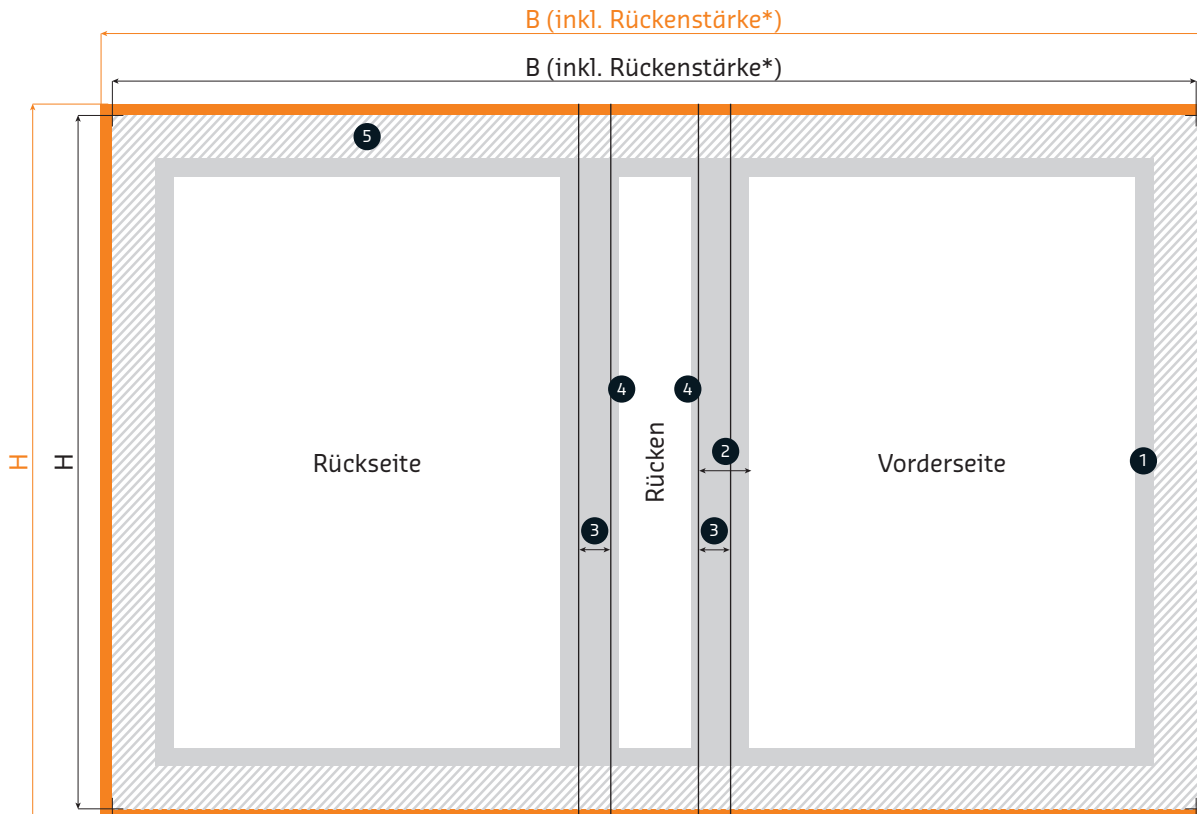 B (inkl. Rückenstärke*)
B (inkl. Rückenstärke*)
5
4
4
H
H
Rückseite
Rücken
2
Vorderseite
1
3
3